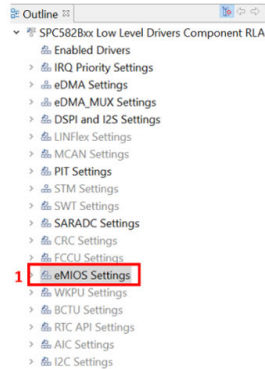 Outline
SPC582Bxx Low Level Drivers Component RLA
Enabled Drivers
IRQ Priority Settings
eDMA Settings
eDMA_MUX Settings
DSPI and I2S Settings
LINFlex Settings
MCAN Settings
PIT Settings
STM Settings
SWT Settings
SARADC Settings
CRC Settings
FCCU Settings
1 eMIOS Settings
WKPU Settings
BCTU Settings
RTC API Settings
AIC Settings
I2C Settings